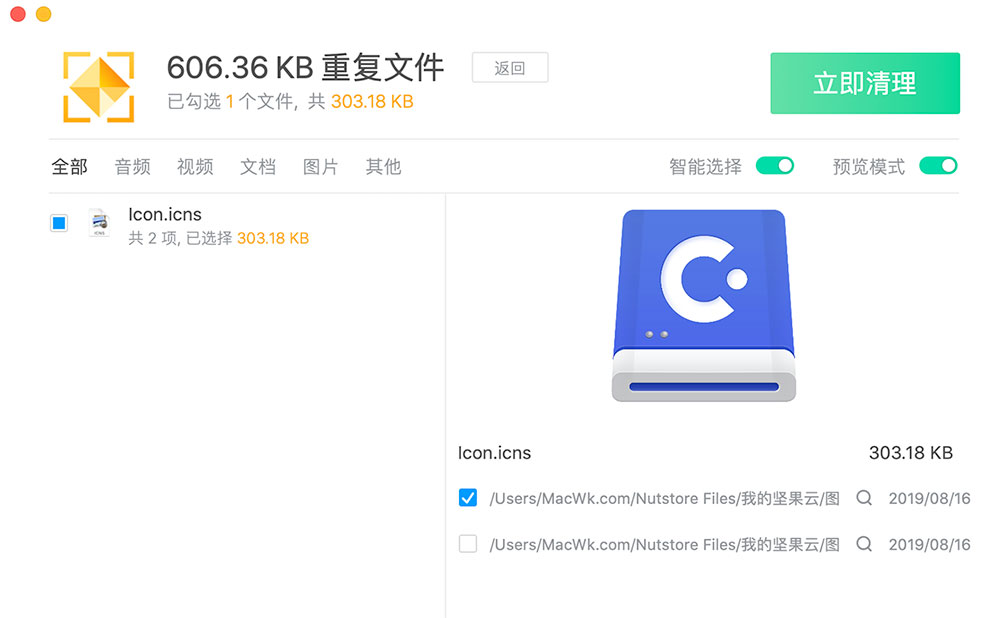 606.36 KB 重复文件
返回
已勾选 1 个文件, 共 303.18 KB
立即清理
全部 音频 视频 文档 图片 其他
智能选择 预览模式
Icon.icns
共 2 项, 已选择 303.18 KB
Icon.icns 303.18 KB
/Users/MacWk.com/Nutstore Files/我的坚果云/图 2019/08/16
/Users/MacWk.com/Nutstore Files/我的坚果云/图 2019/08/16